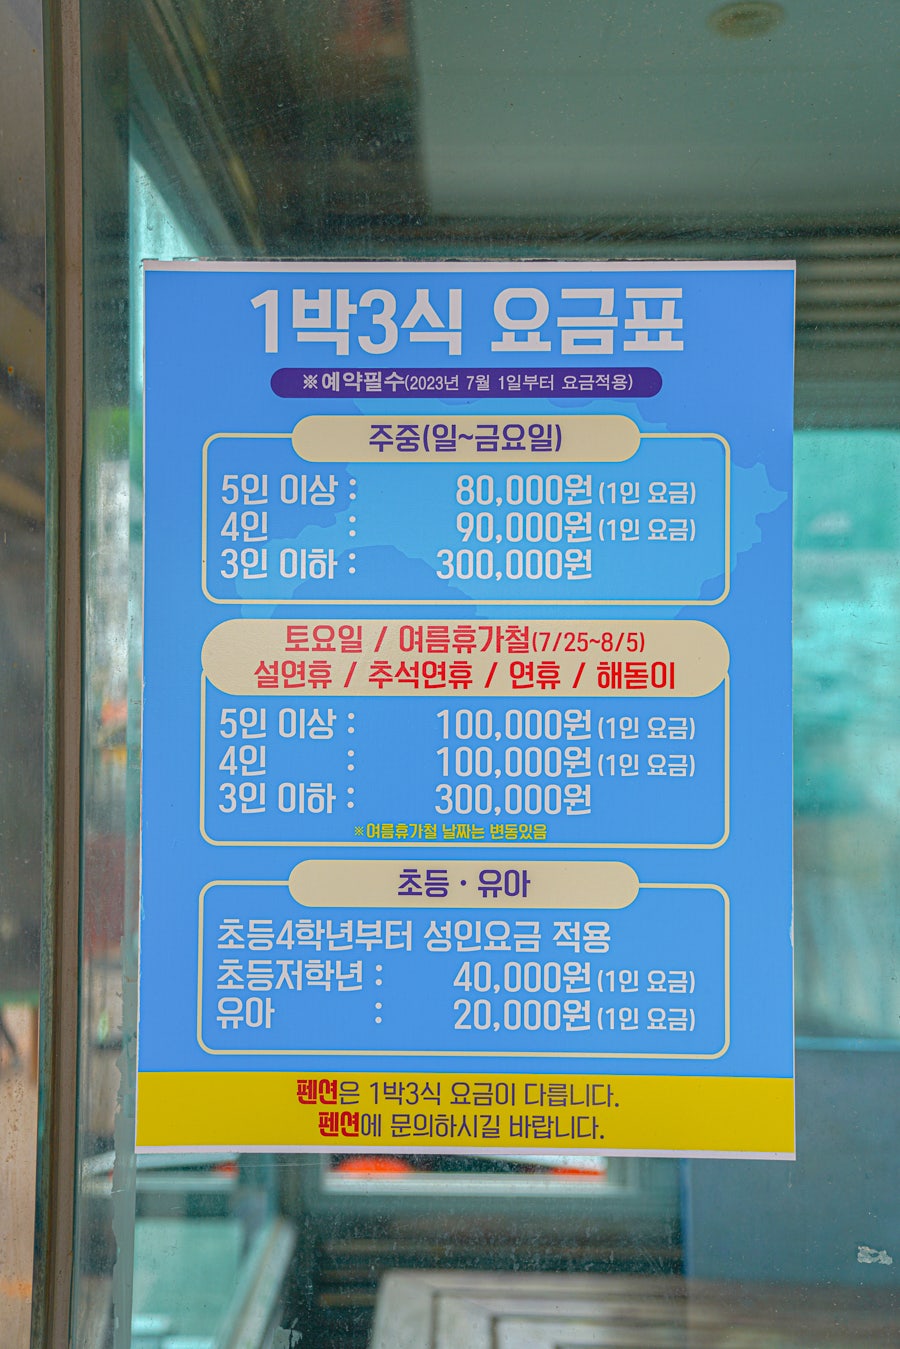 1박3식 요금표
※예약필수(2023년 7월 1일부터 요금적용)
주중(일~금요일)
5인 이상 : 80,000원(1인 요금)
4인 : 90,000원(1인 요금)
3인 이하 : 300,000원
토요일 / 여름휴가철(7/25~8/5)
설연휴 / 추석연휴 / 연휴 / 해돋이
5인 이상 : 100,000원(1인 요금)
4인 : 100,000원(1인 요금)
3인 이하 : 300,000원
※여름휴가철 날짜는 변동있음
초등·유아
초등4학년부터 성인요금 적용
초등저학년 : 40,000원(1인 요금)
유아 : 20,000원(1인 요금)
펜션은 1박3식 요금이 다릅니다.
펜션에 문의하시길 바랍니다.